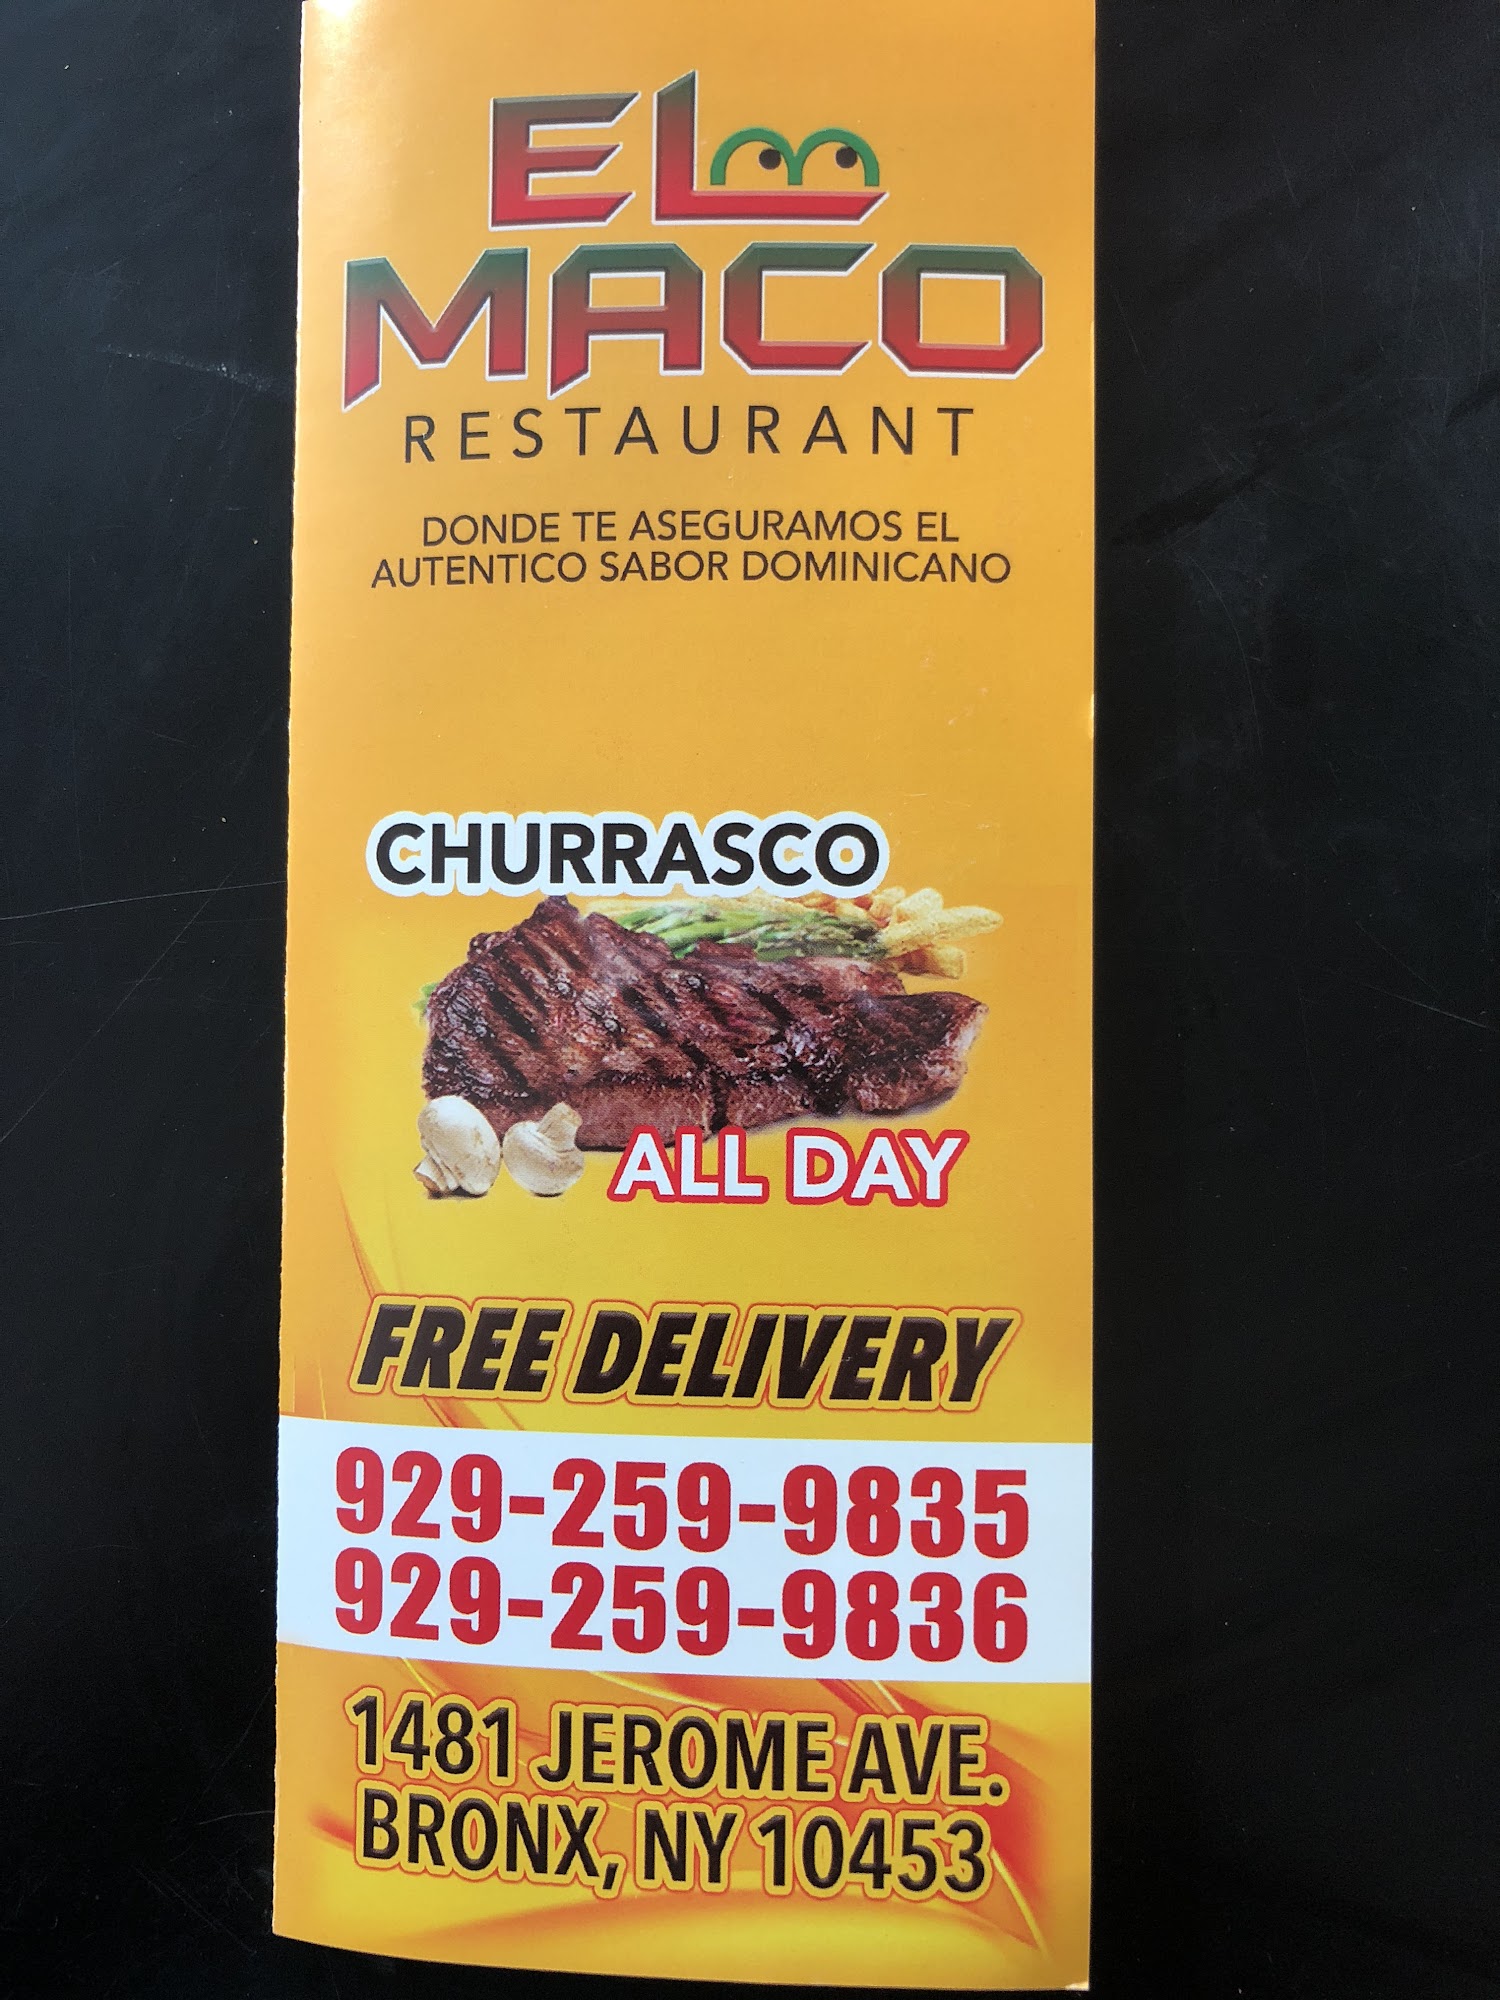 EL
MACO
RESTAURANT
DONDE TE ASEGURAMOS EL
AUTENTICO SABOR DOMINICANO
CHURRASCO
ALL DAY
FREE DELIVERY
929-259-9835
929-259-9836
1481 JEROME AVE.
BRONX, NY 10453